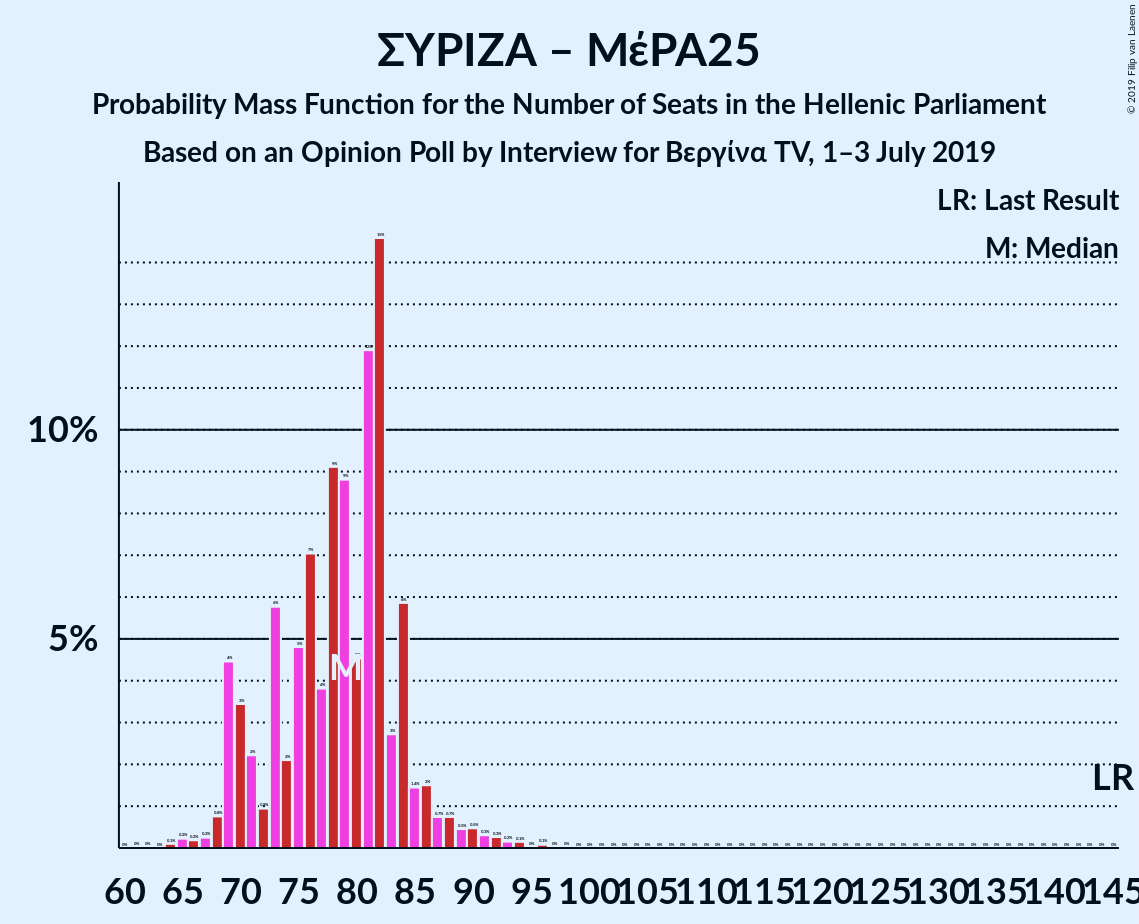 ΣΥΡΙΖΑ – ΜέΡΑ25
Probability Mass Function for the Number of Seats in the Hellenic Parliament
Based on an Opinion Poll by Interview for Βεργίνα TV, 1–3 July 2019
© 2019 Filip van Laenen
LR: Last Result
M: Median
10%
5%
M
LR
60 65 70 75 80 85 90 95 100 105 110 115 120 125 130 135 140 145